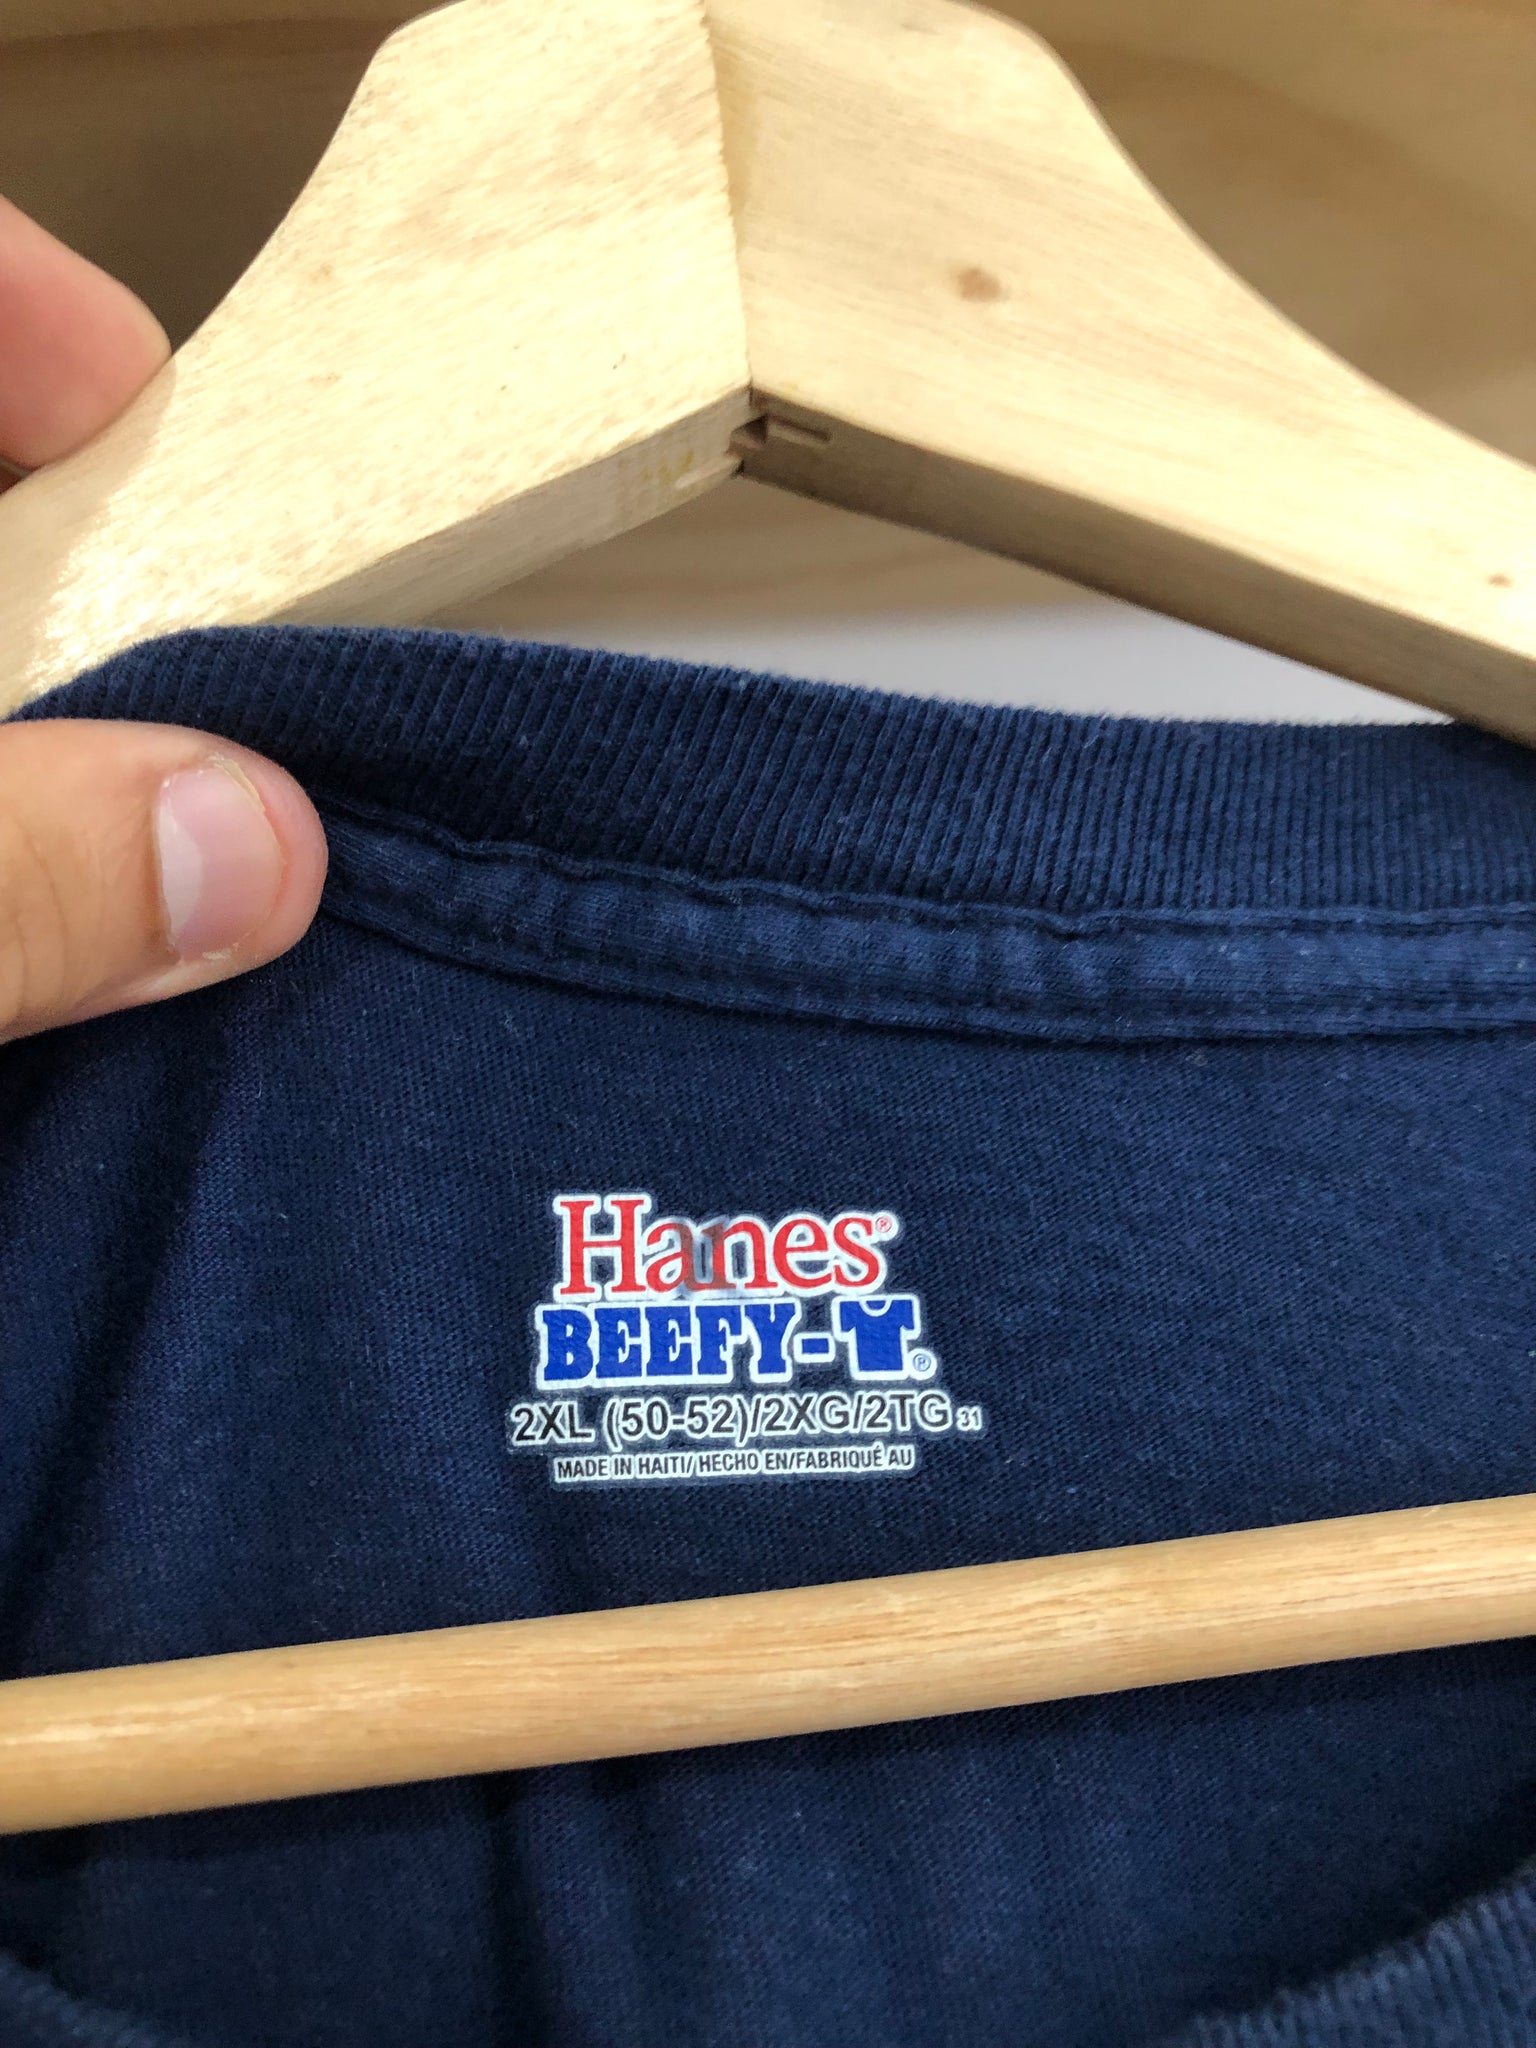 Hanes®
BEEFY-T®
2XL (50-52)/2XG/2TG 31
MADE IN HAITI/ HECHO EN/FABRIQUÉ AU